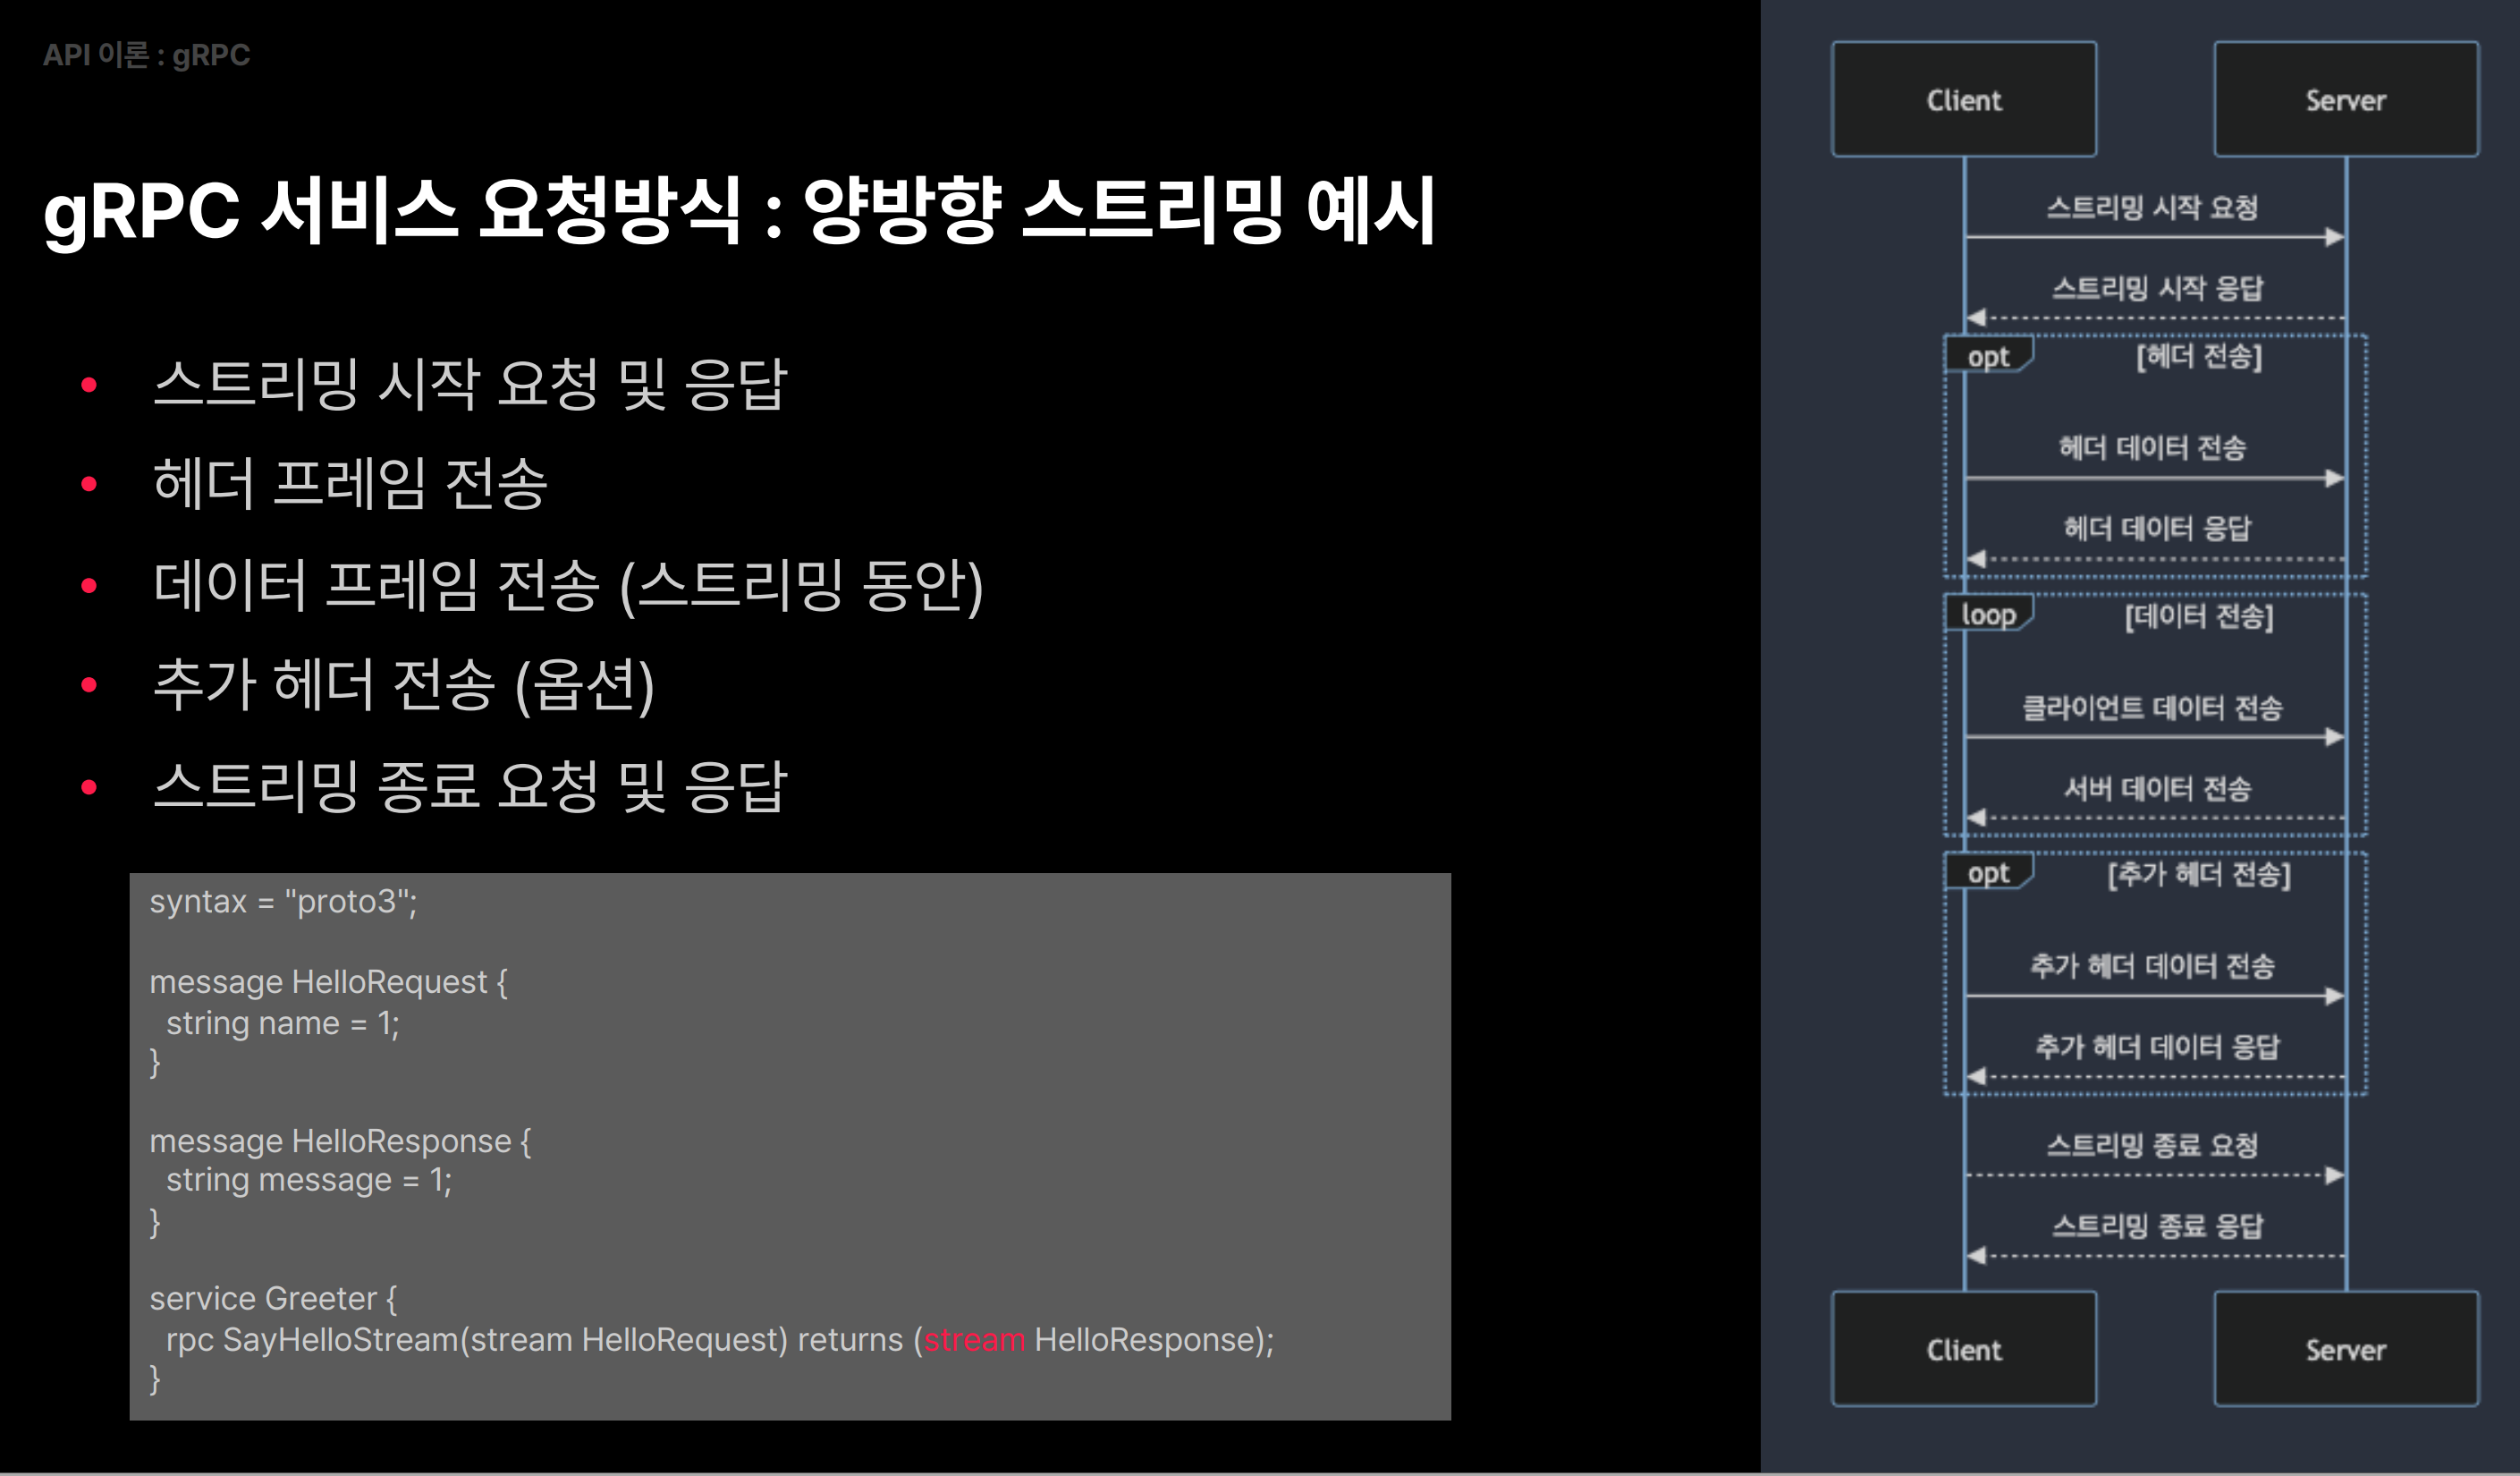 API 이론 : gRPC
gRPC 서비스 요청방식 : 양방향 스트리밍 예시
• 스트리밍 시작 요청 및 응답
• 헤더 프레임 전송
• 데이터 프레임 전송 (스트리밍 동안)
• 추가 헤더 전송 (옵션)
• 스트리밍 종료 요청 및 응답
syntax = "proto3";
message HelloRequest {
  string name = 1;
}
message HelloResponse {
  string message = 1;
}
service Greeter {
  rpc SayHelloStream(stream HelloRequest) returns (stream HelloResponse);
}
Client
Server
스트리밍 시작 요청
스트리밍 시작 응답
opt
[헤더 전송]
헤더 데이터 전송
헤더 데이터 응답
loop
[데이터 전송]
클라이언트 데이터 전송
서버 데이터 전송
opt
[추가 헤더 전송]
추가 헤더 데이터 전송
추가 헤더 데이터 응답
스트리밍 종료 요청
스트리밍 종료 응답
Client
Server